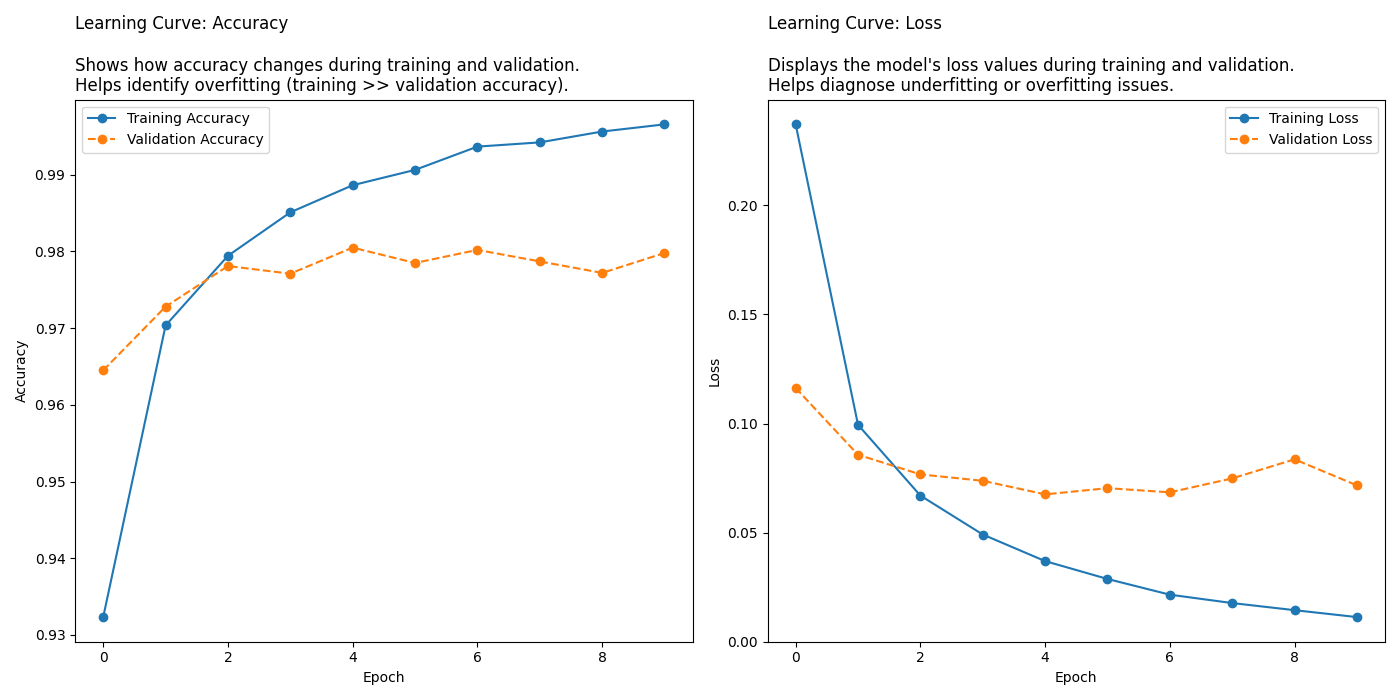 Learning Curve: Accuracy
Shows how accuracy changes during training and validation.
Helps identify overfitting (training >> validation accuracy).
Training Accuracy
Validation Accuracy
0.99
0.98
0.97
0.96
0.95
0.94
0.93
Accuracy
0 2 4 6 8
Epoch
Learning Curve: Loss
Displays the model's loss values during training and validation.
Helps diagnose underfitting or overfitting issues.
Training Loss
Validation Loss
0.20
0.15
0.10
0.05
0.00
Loss
0 2 4 6 8
Epoch